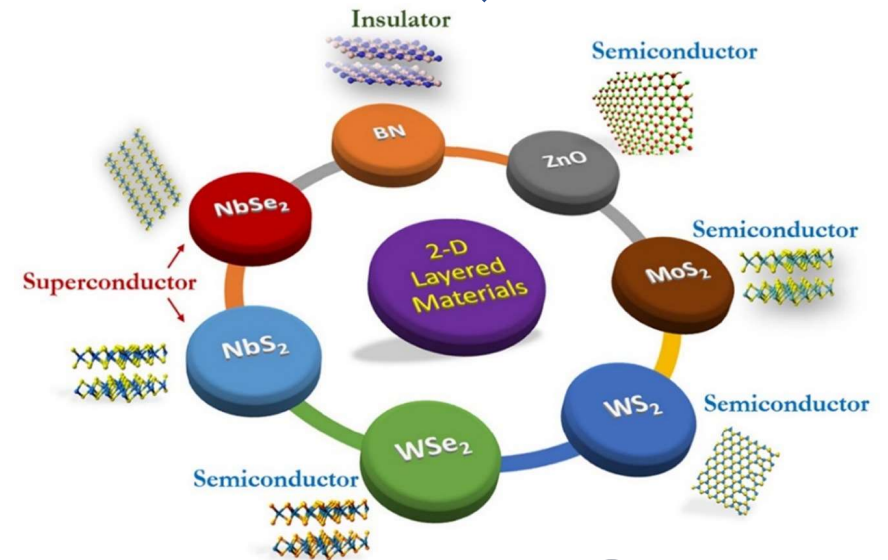 Insulator
BN
Semiconductor
ZnO
Semiconductor
MoS₂
Semiconductor
WS₂
Semiconductor
WSe₂
NbS₂
Superconductor
NbSe₂
2-D
Layered
Materials